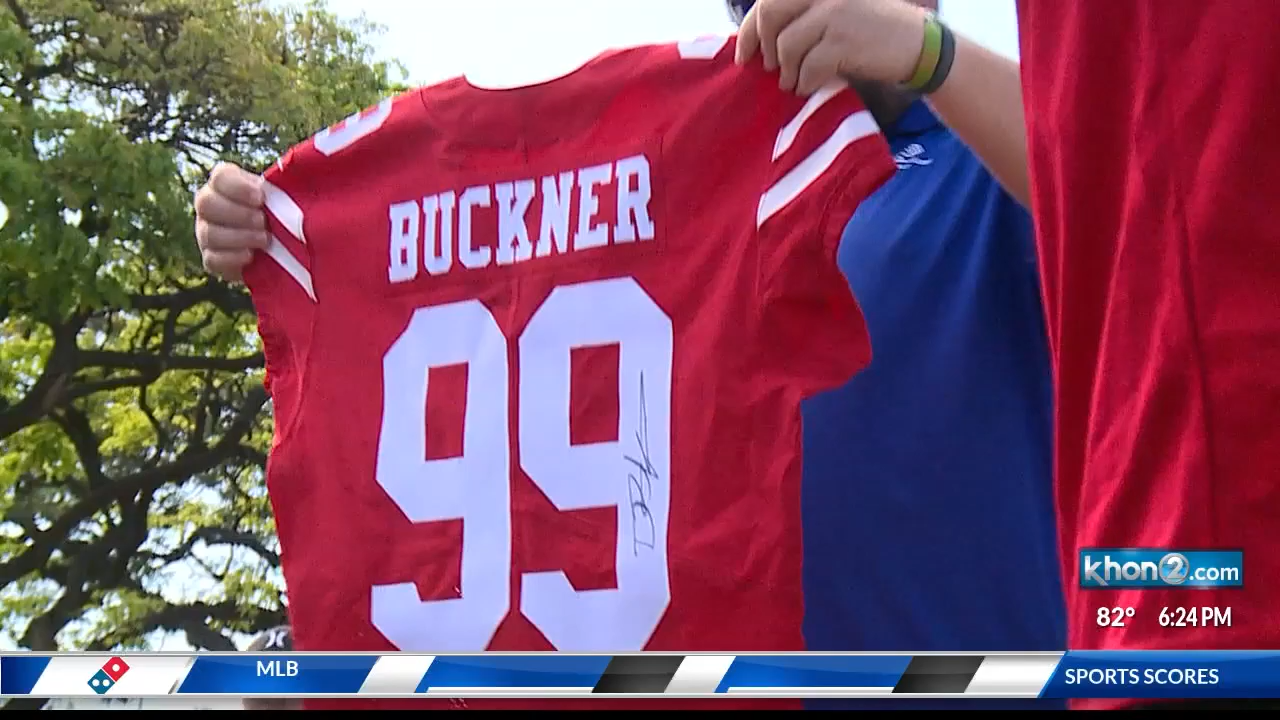 BUCKNER
99
khon2.com
82° 6:24 PM
MLB
SPORTS SCORES